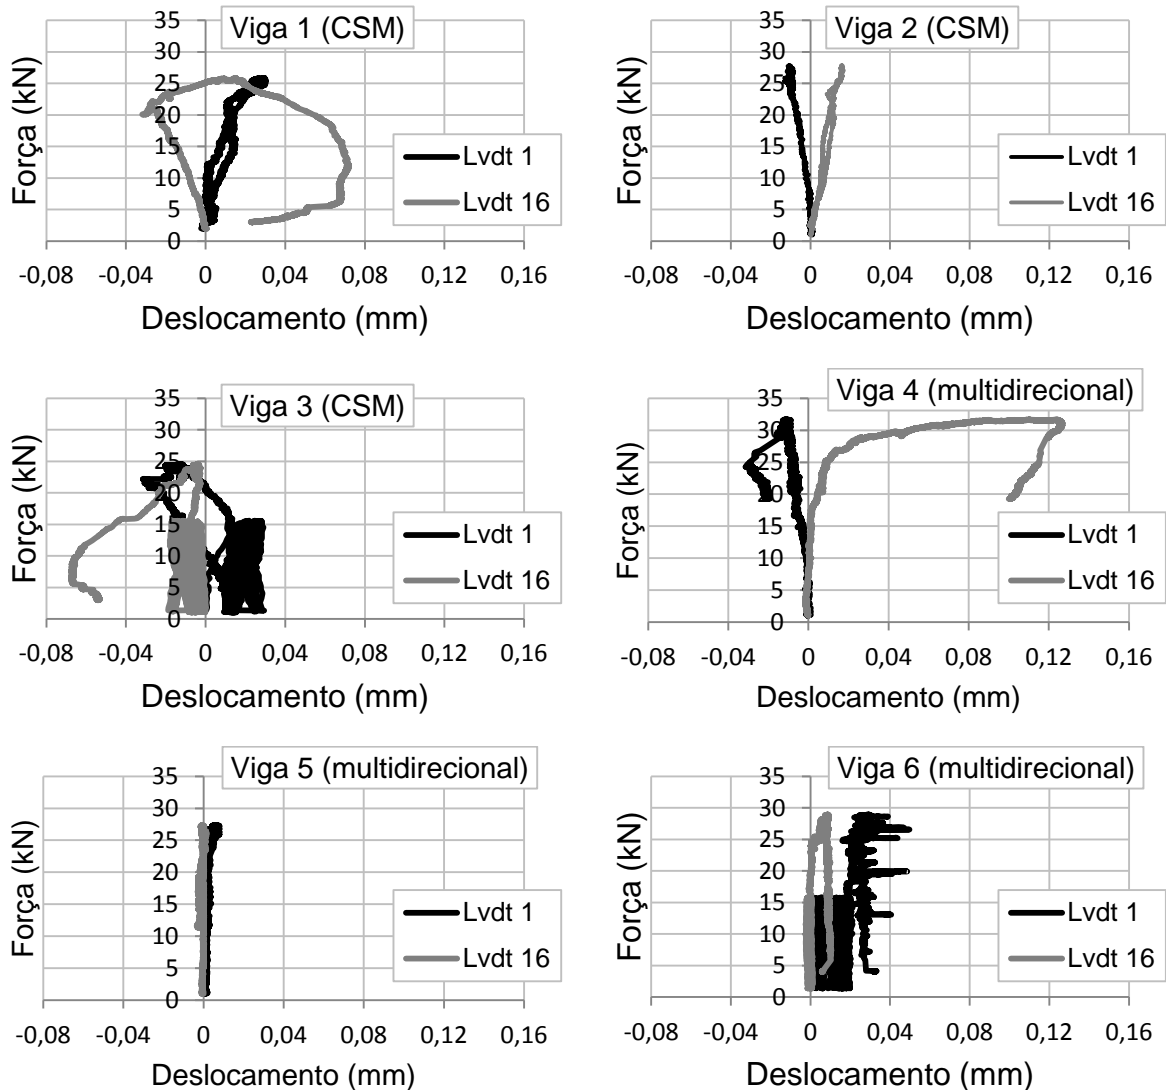 Viga 1 (CSM)
Força (kN)
35
30
25
20
15
10
5
0
Lvdt 1
Lvdt 16
-0,08 -0,04 0 0,04 0,08 0,12 0,16
Deslocamento (mm)
Viga 2 (CSM)
Força (kN)
35
30
25
20
15
10
5
0
Lvdt 1
Lvdt 16
-0,08 -0,04 0 0,04 0,08 0,12 0,16
Deslocamento (mm)
Viga 3 (CSM)
Força (kN)
35
30
25
20
15
10
5
0
Lvdt 1
Lvdt 16
-0,08 -0,04 0 0,04 0,08 0,12 0,16
Deslocamento (mm)
Viga 4 (multidirecional)
Força (kN)
35
30
25
20
15
10
5
0
Lvdt 1
Lvdt 16
-0,08 -0,04 0 0,04 0,08 0,12 0,16
Deslocamento (mm)
Viga 5 (multidirecional)
Força (kN)
35
30
25
20
15
10
5
0
Lvdt 1
Lvdt 16
-0,08 -0,04 0 0,04 0,08 0,12 0,16
Deslocamento (mm)
Viga 6 (multidirecional)
Força (kN)
35
30
25
20
15
10
5
0
Lvdt 1
Lvdt 16
-0,08 -0,04 0 0,04 0,08 0,12 0,16
Deslocamento (mm)